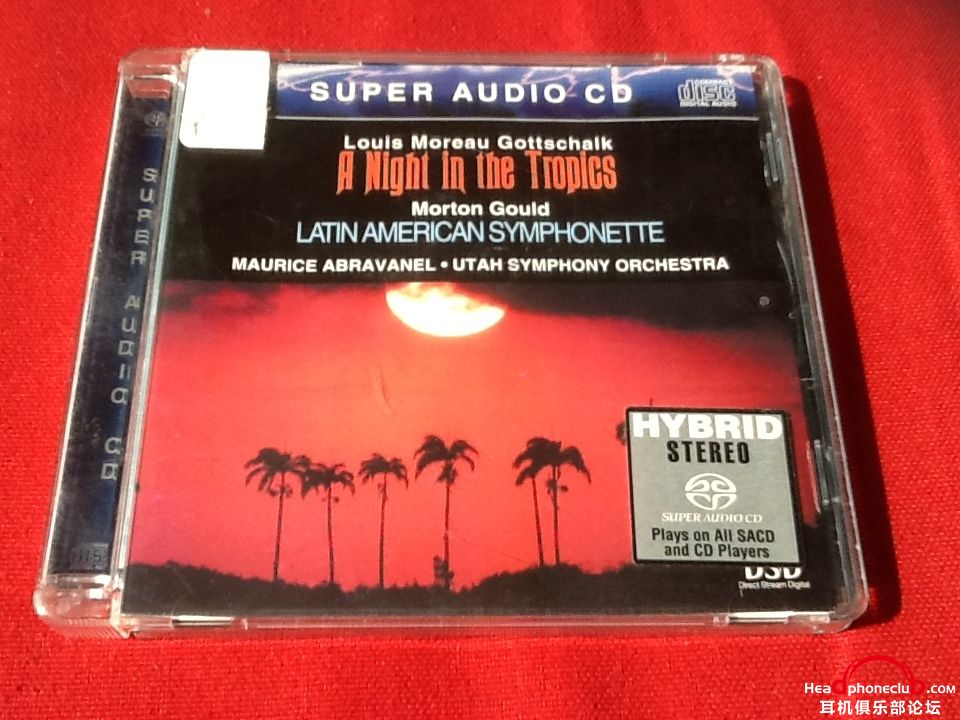 SUPER AUDIO CD
COMPACT
disc
DIGITAL AUDIO
1
Louis Moreau Gottschalk
A Night in the Tropics
Morton Gould
LATIN AMERICAN SYMPHONETTE
MAURICE ABRAVANEL • UTAH SYMPHONY ORCHESTRA
SUPER AUDIO CD
HYBRID
STEREO
SUPER AUDIO CD
Plays on All SACD
and CD Players
DSD
Direct Stream Digital
Headphoneclub.com
耳机俱乐部论坛